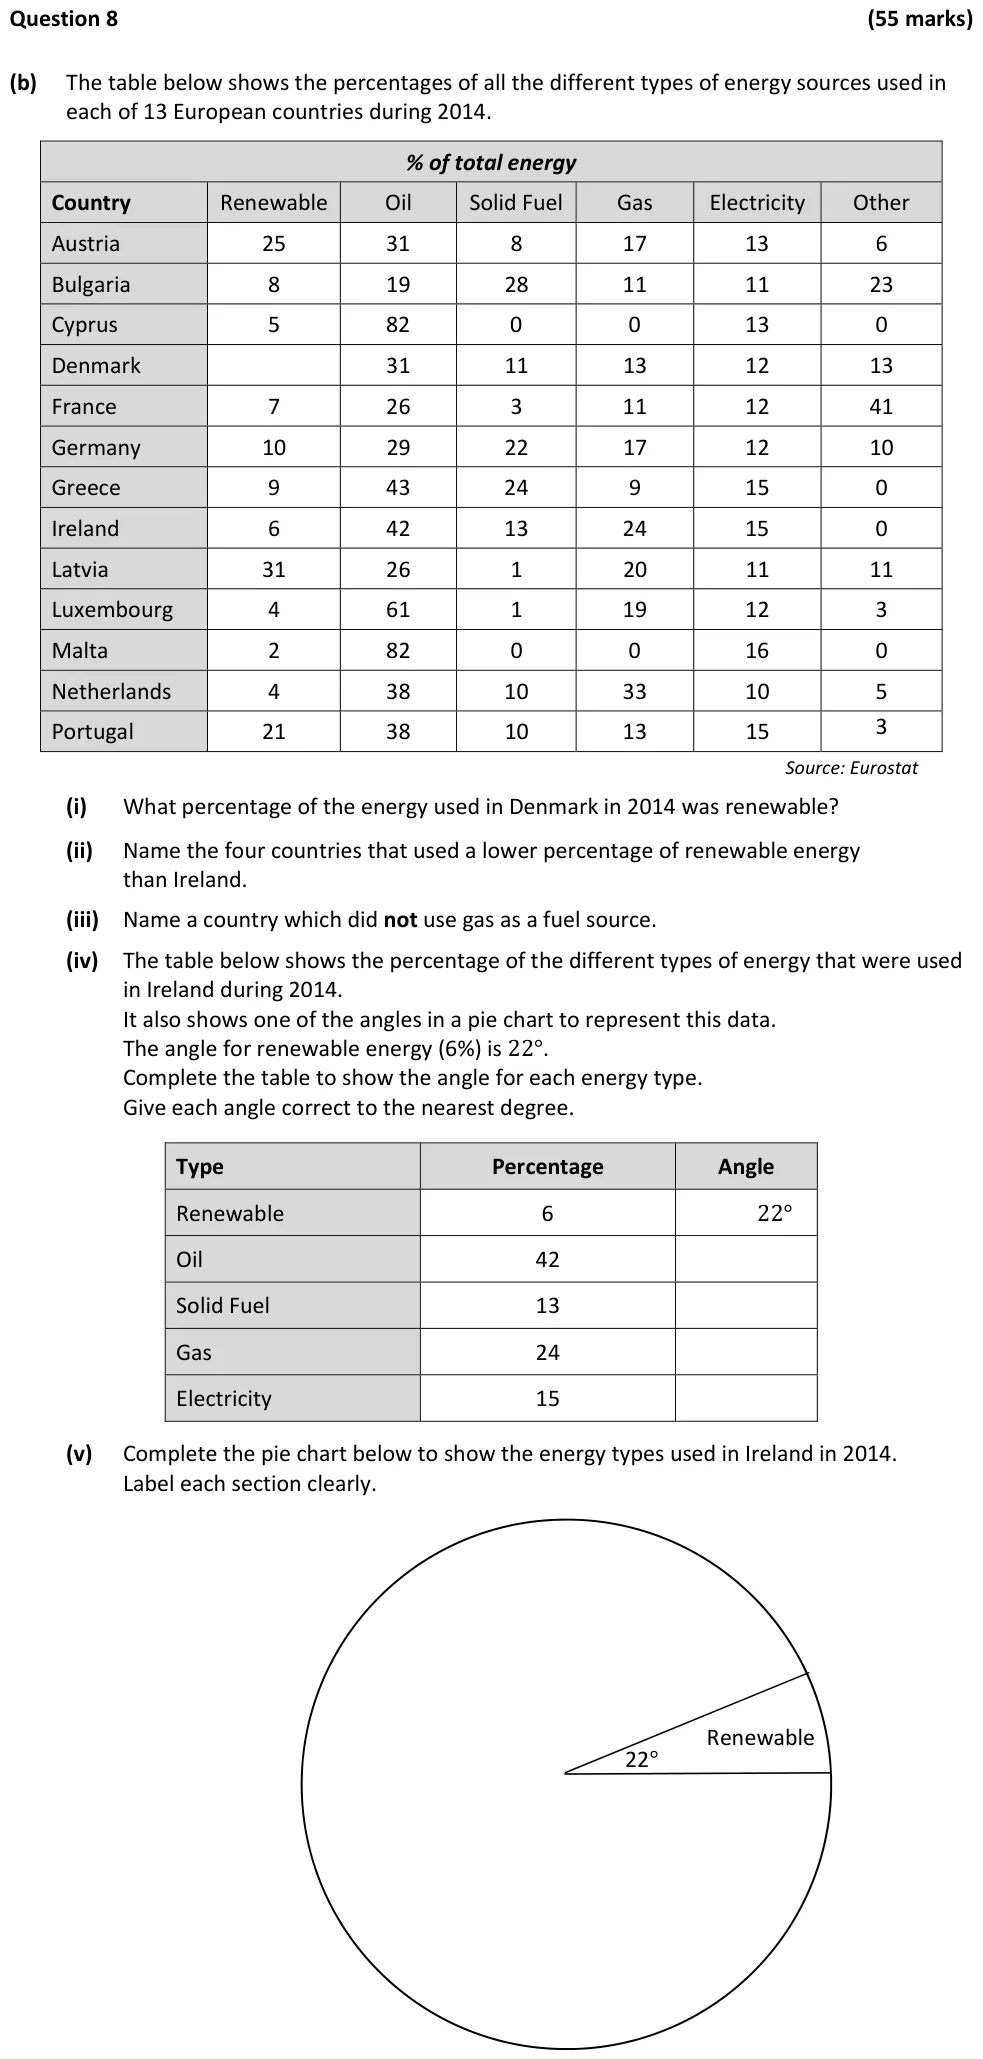 Question 8 (55 marks)
(b) The table below shows the percentages of all the different types of energy sources used in
each of 13 European countries during 2014.
% of total energy
Country Renewable Oil Solid Fuel Gas Electricity Other
Austria 25 31 8 17 13 6
Bulgaria 8 19 28 11 11 23
Cyprus 5 82 0 0 13 0
Denmark 31 11 13 12 13
France 7 26 3 11 12 41
Germany 10 29 22 17 12 10
Greece 9 43 24 9 15 0
Ireland 6 42 13 24 15 0
Latvia 31 26 1 20 11 11
Luxembourg 4 61 1 19 12 3
Malta 2 82 0 0 16 0
Netherlands 4 38 10 33 10 5
Portugal 21 38 10 13 15 3
Source: Eurostat
(i) What percentage of the energy used in Denmark in 2014 was renewable?
(ii) Name the four countries that used a lower percentage of renewable energy
than Ireland.
(iii) Name a country which did not use gas as a fuel source.
(iv) The table below shows the percentage of the different types of energy that were used
in Ireland during 2014.
It also shows one of the angles in a pie chart to represent this data.
The angle for renewable energy (6%) is 22°.
Complete the table to show the angle for each energy type.
Give each angle correct to the nearest degree.
Type Percentage Angle
Renewable 6 22°
Oil 42
Solid Fuel 13
Gas 24
Electricity 15
(v) Complete the pie chart below to show the energy types used in Ireland in 2014.
Label each section clearly.
Renewable
22°